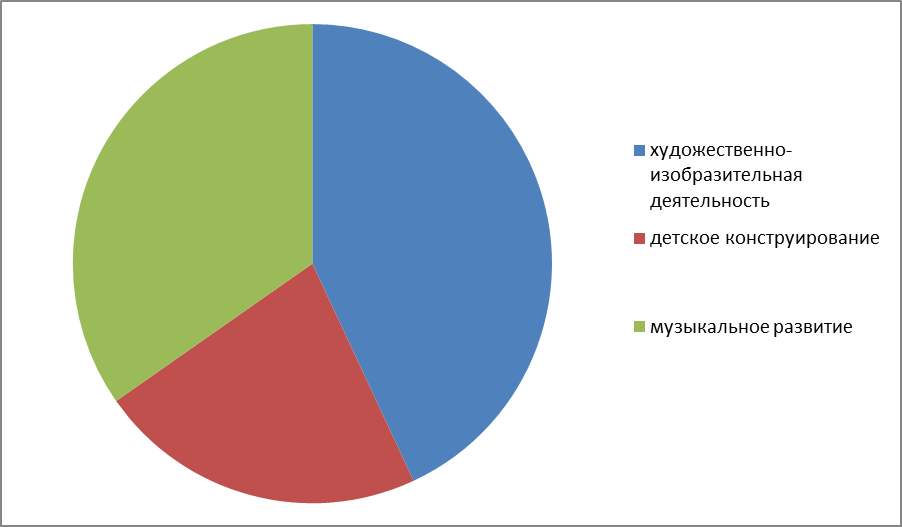 художественно-
изобразительная
деятельность
детское конструирование
музыкальное развитие